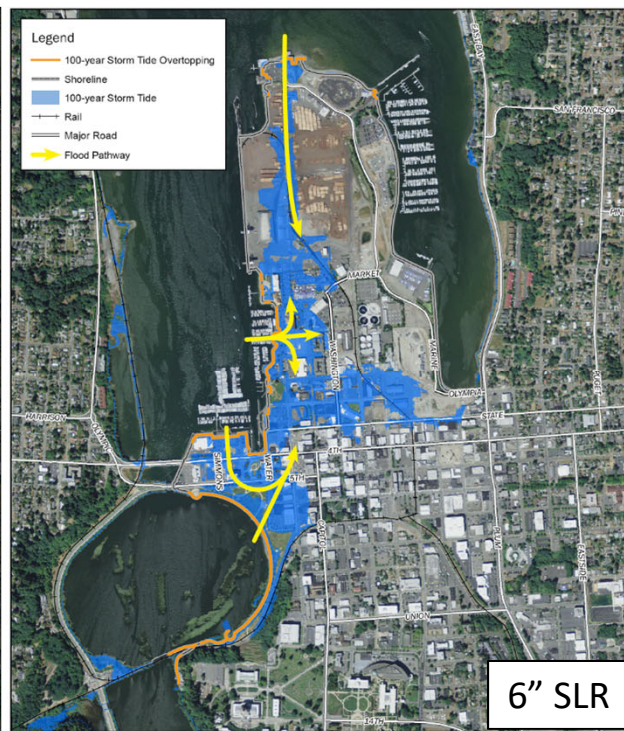 Legend
100-year Storm Tide Overtopping
Shoreline
100-year Storm Tide
Rail
Major Road
Flood Pathway
EAST BAY
SAN FRANCISCO
MARKET
WASHINGTON
MARINE
PUGET
OLYMPIA
HARRISON
STATE
4TH
SIMMONS
WATER
5TH
CAPITOL
PLUM
EASTSIDE
UNION
14TH
6” SLR